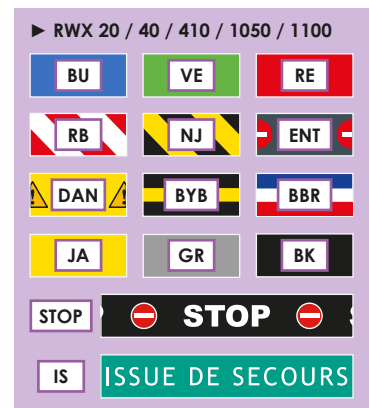 ► RWX 20 / 40 / 410 / 1050 / 1100
BU VE RE
RB NJ ENT
DAN BYB BBR
JA GR BK
STOP STOP
IS ISSUE DE SECOURS